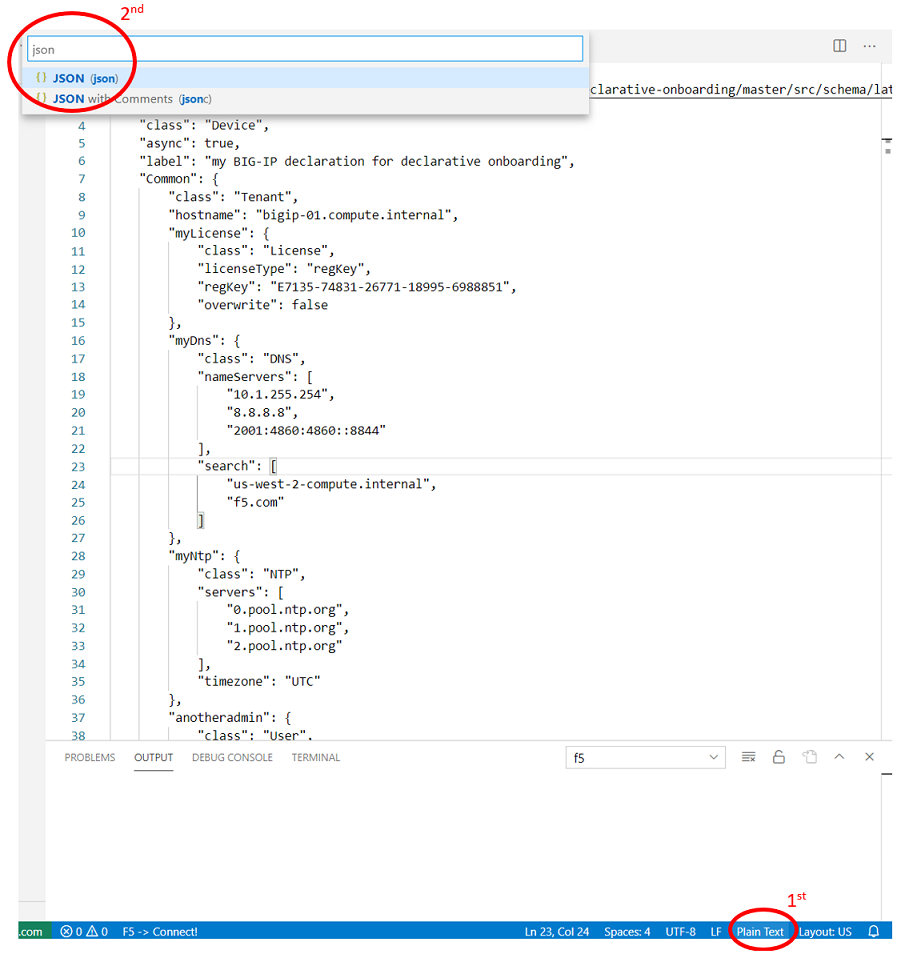 2nd
json
{} JSON (json)
{} JSON with Comments (jsonc)
clarative-onboarding/master/src/schema/lat
4 "class": "Device",
5 "async": true,
6 "label": "my BIG-IP declaration for declarative onboarding",
7 "Common": {
8 "class": "Tenant",
9 "hostname": "bigip-01.compute.internal",
10 "myLicense": {
11 "class": "License",
12 "licenseType": "regKey",
13 "regKey": "E7135-74831-26771-18995-6988851",
14 "overwrite": false
15 },
16 "myDns": {
17 "class": "DNS",
18 "nameServers": [
19 "10.1.255.254",
20 "8.8.8.8",
21 "2001:4860:4860::8844"
22 ],
23 "search": [
24 "us-west-2-compute.internal",
25 "f5.com"
26 ]
27 },
28 "myNtp": {
29 "class": "NTP",
30 "servers": [
31 "0.pool.ntp.org",
32 "1.pool.ntp.org",
33 "2.pool.ntp.org"
34 ],
35 "timezone": "UTC"
36 },
37 "anotheradmin": {
38 "class": "User",
PROBLEMS OUTPUT DEBUG CONSOLE TERMINAL f5
1st
.com 0 0 F5 -> Connect! Ln 23, Col 24 Spaces: 4 UTF-8 LF Plain Text Layout: US